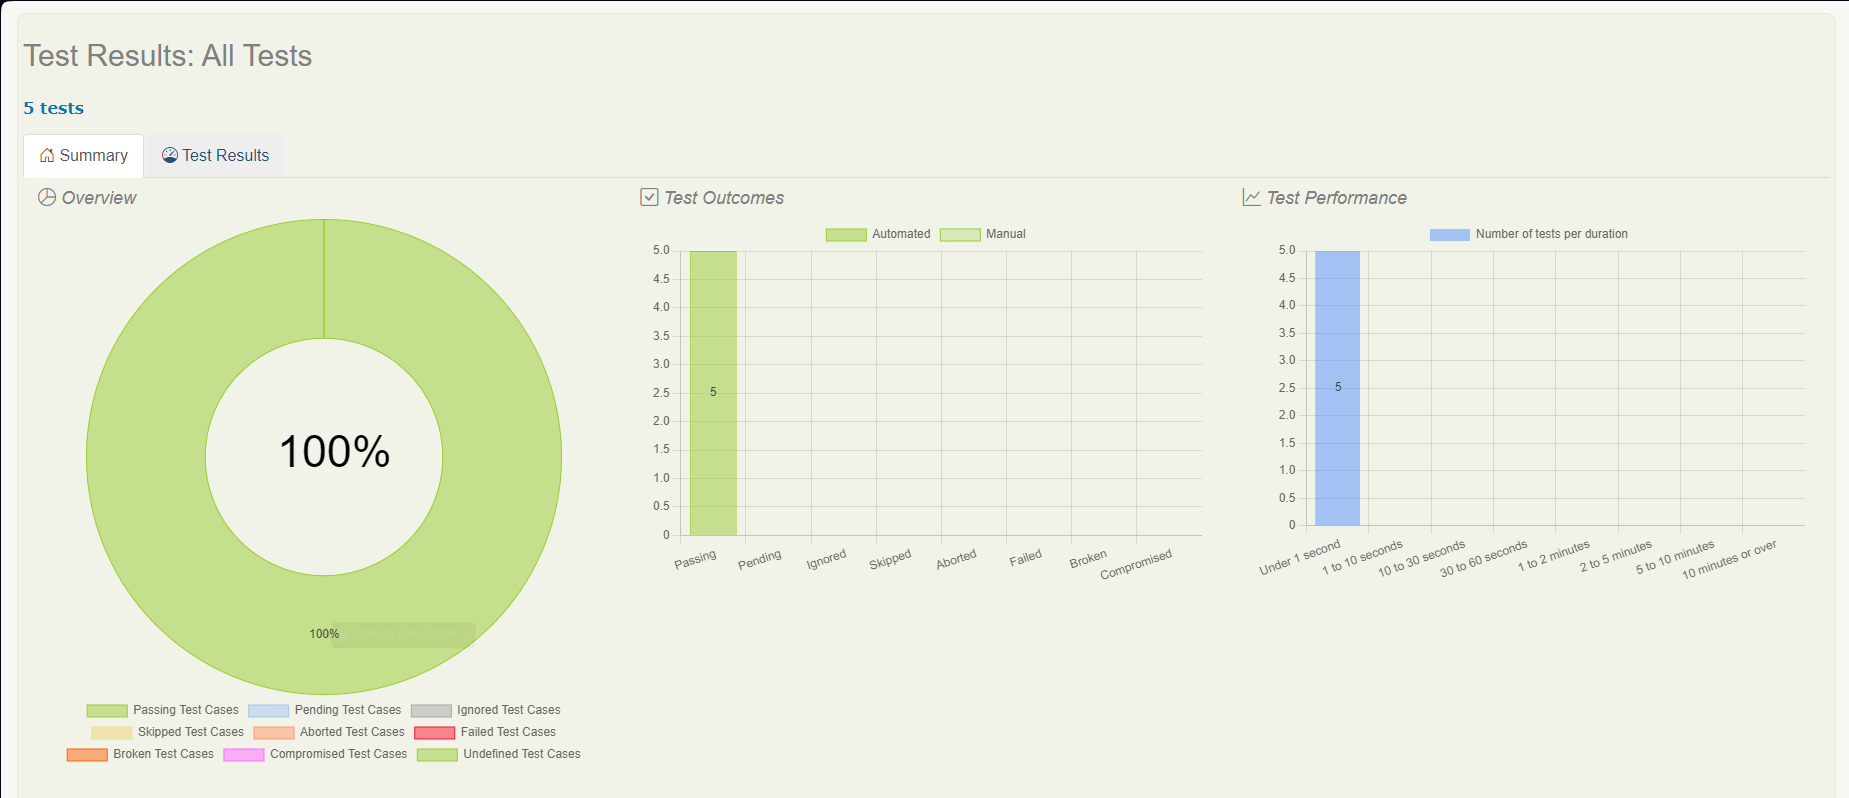 Test Results: All Tests
5 tests
Summary
Test Results
Overview
100%
100%
Passing Test Cases
Pending Test Cases
Ignored Test Cases
Skipped Test Cases
Aborted Test Cases
Failed Test Cases
Broken Test Cases
Compromised Test Cases
Undefined Test Cases
Test Outcomes
Automated
Manual
5.0
4.5
4.0
3.5
3.0
2.5
2.0
1.5
1.0
0.5
0
5
Passing
Pending
Ignored
Skipped
Aborted
Failed
Broken
Compromised
Test Performance
Number of tests per duration
5.0
4.5
4.0
3.5
3.0
2.5
2.0
1.5
1.0
0.5
0
5
Under 1 second
1 to 10 seconds
10 to 30 seconds
30 to 60 seconds
1 to 2 minutes
2 to 5 minutes
5 to 10 minutes
10 minutes or over